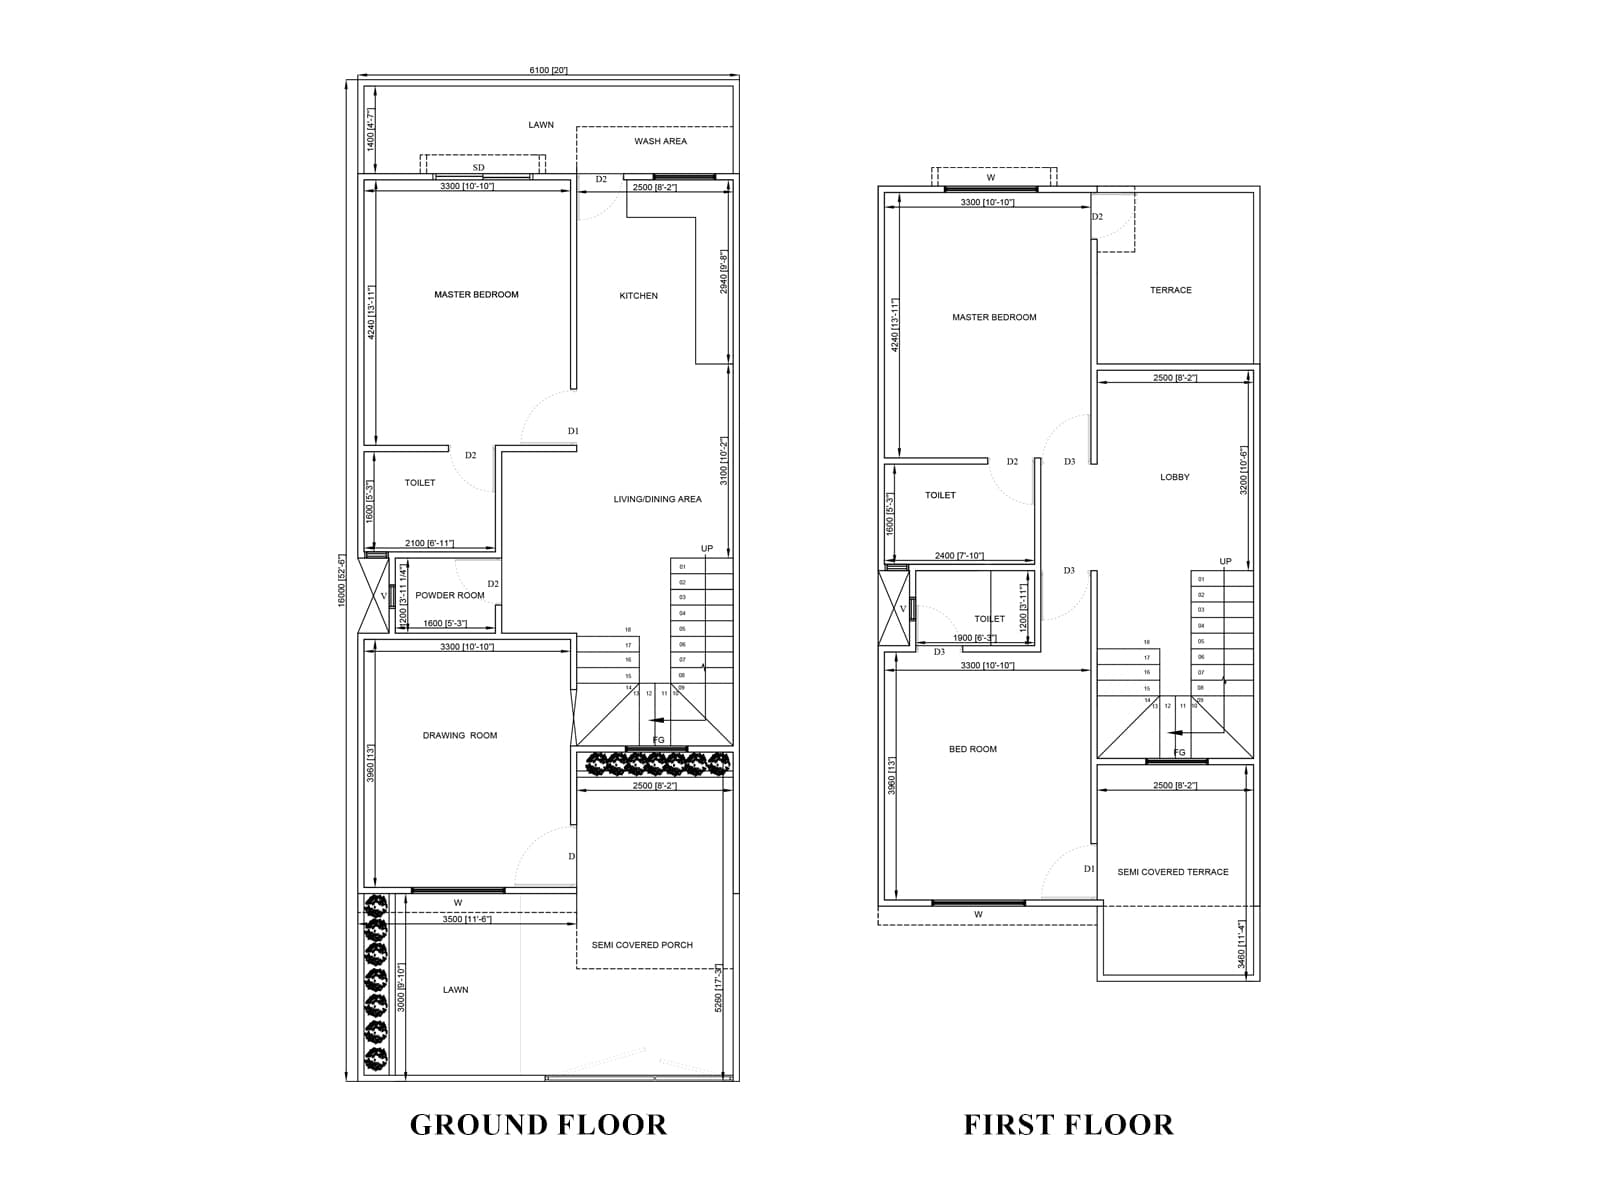 6100 [20']
1400 [4'-7"]
LAWN
WASH AREA
SD
D2
3300 [10'-10"]
2500 [8'-2"]
4240 [13'-11"]
MASTER BEDROOM
KITCHEN
2940 [9'-8"]
D1
D2
3100 [10'-2"]
TOILET
1600 [5'-3"]
LIVING/DINING AREA
2100 [6'-11"]
UP
16000 [52'-6"]
V
1200 [3'-11 1/4"]
D2
POWDER ROOM
1600 [5'-3"]
01
02
03
04
05
06
07
08
09
10
11
12
13
14
15
16
17
18
3300 [10'-10"]
DRAWING ROOM
3960 [13']
FG
2500 [8'-2"]
D
W
3500 [11'-6"]
SEMI COVERED PORCH
LAWN
3000 [9'-10"]
5260 [17'-3"]
GROUND FLOOR
W
3300 [10'-10"]
D2
TERRACE
4240 [13'-11"]
MASTER BEDROOM
2500 [8'-2"]
D2
D3
LOBBY
3200 [10'-6"]
TOILET
1600 [5'-3"]
2400 [7'-10"]
UP
D3
V
TOILET
1200 [3'-11"]
1900 [6'-3"]
D3
01
02
03
04
05
06
07
08
09
10
11
12
13
14
15
16
17
18
3300 [10'-10"]
BED ROOM
3960 [13']
FG
2500 [8'-2"]
D1
SEMI COVERED TERRACE
W
3460 [11'-4"]
FIRST FLOOR